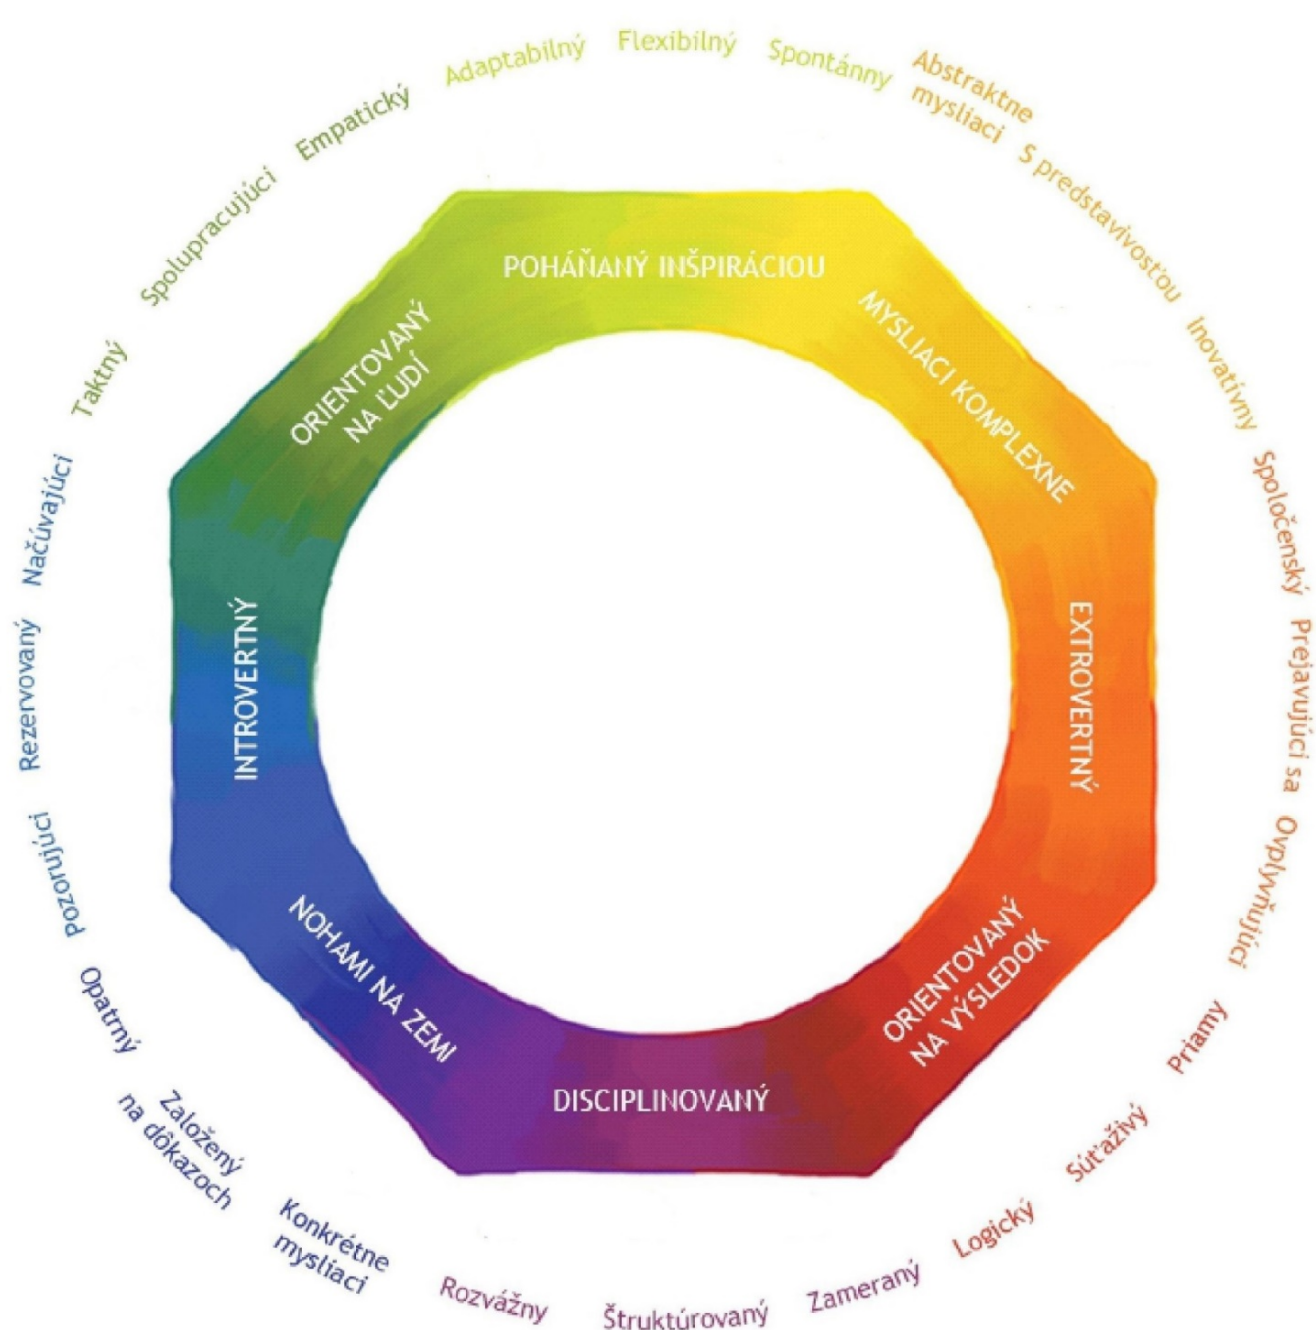 Adaptabilný
Flexibilný
Spontánny
Abstraktne
mysliaci
S predstavivosťou
Inovatívny
Spoločenský
Prejavujúci sa
Ovplyvňujúci
Priamy
Súťaživý
Logický
Zameraný
Štruktúrovaný
Rozvážny
Konkrétne
mysliaci
Založený
na dôkazoch
Opatrný
Pozorujúci
Rezervovaný
Načúvajúci
Taktný
Spolupracujúci
Empatický
POHÁŇANÝ INŠPIRÁCIOU
MYSLIACI KOMPLEXNE
EXTROVERTNÝ
ORIENTOVANÝ
NA VÝSLEDOK
DISCIPLINOVANÝ
NOHAMI NA ZEMI
INTROVERTNÝ
ORIENTOVANÝ
NA ĽUDÍ